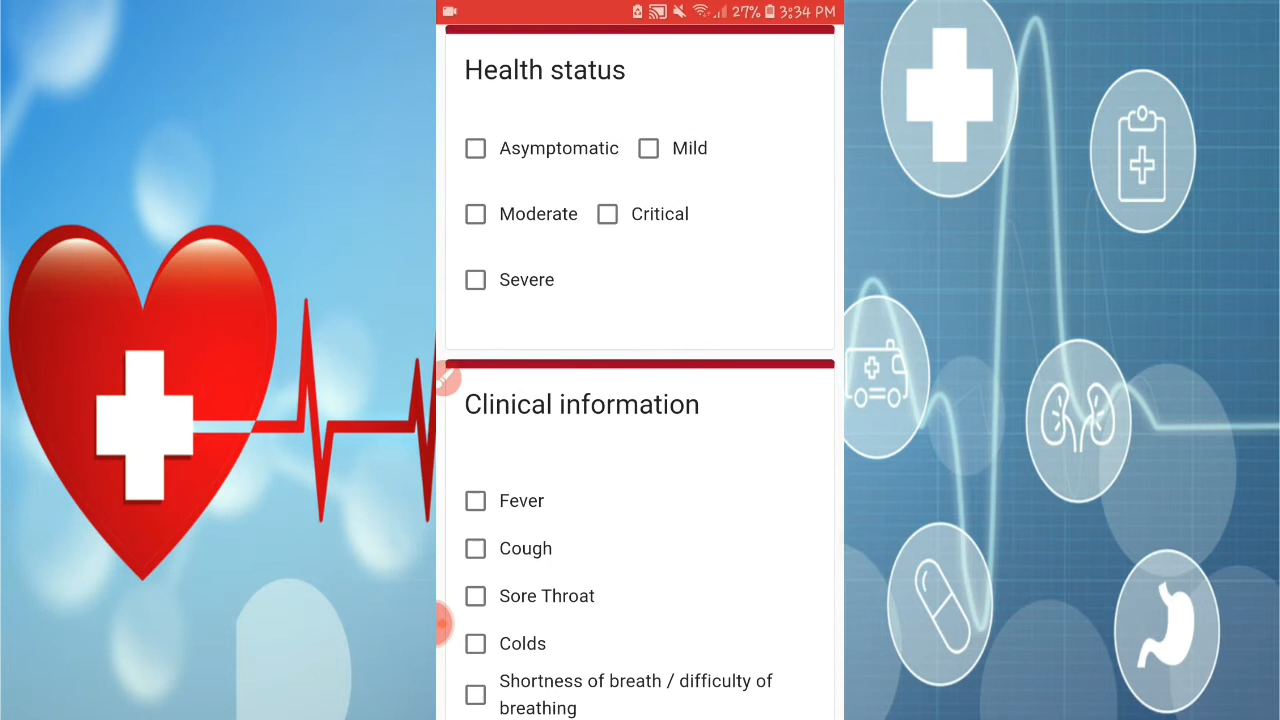 27% 3:34 PM
Health status
Asymptomatic Mild
Moderate Critical
Severe
Clinical information
Fever
Cough
Sore Throat
Colds
Shortness of breath / difficulty of
breathing